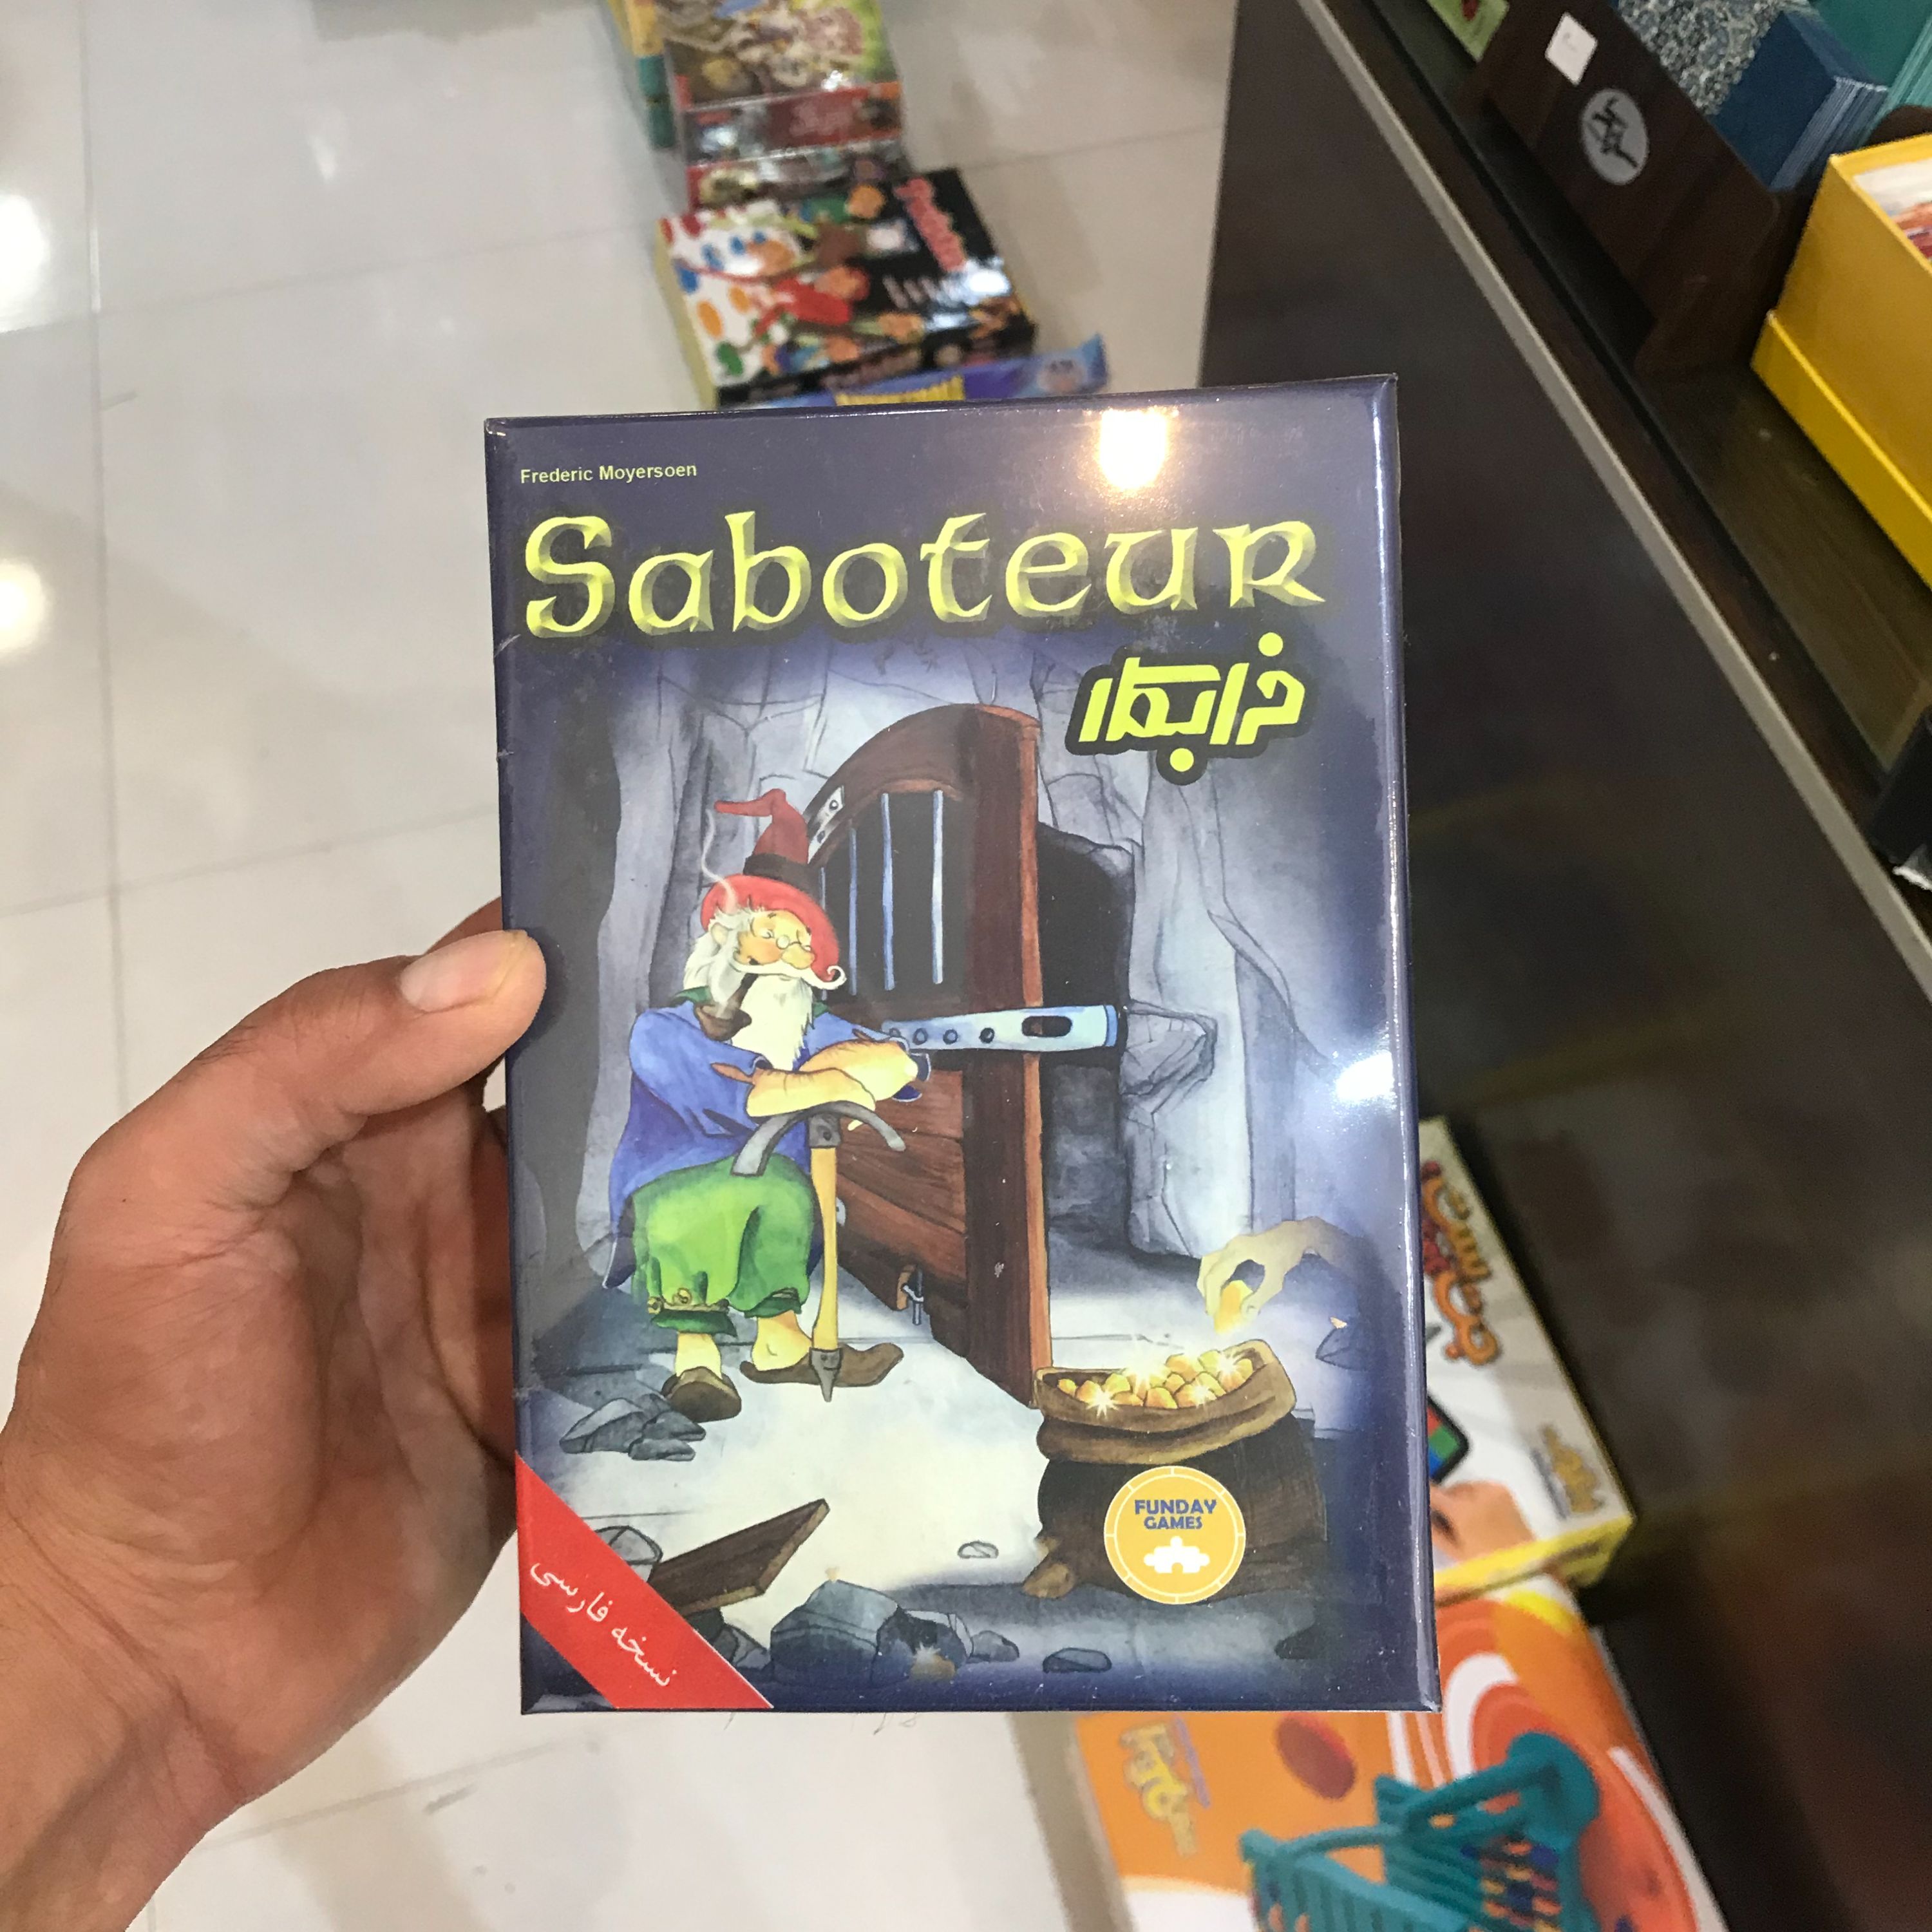 Frederic Moyersoen
Saboteur
خرابکار
FUNDAY
GAMES
نسخه فارسی